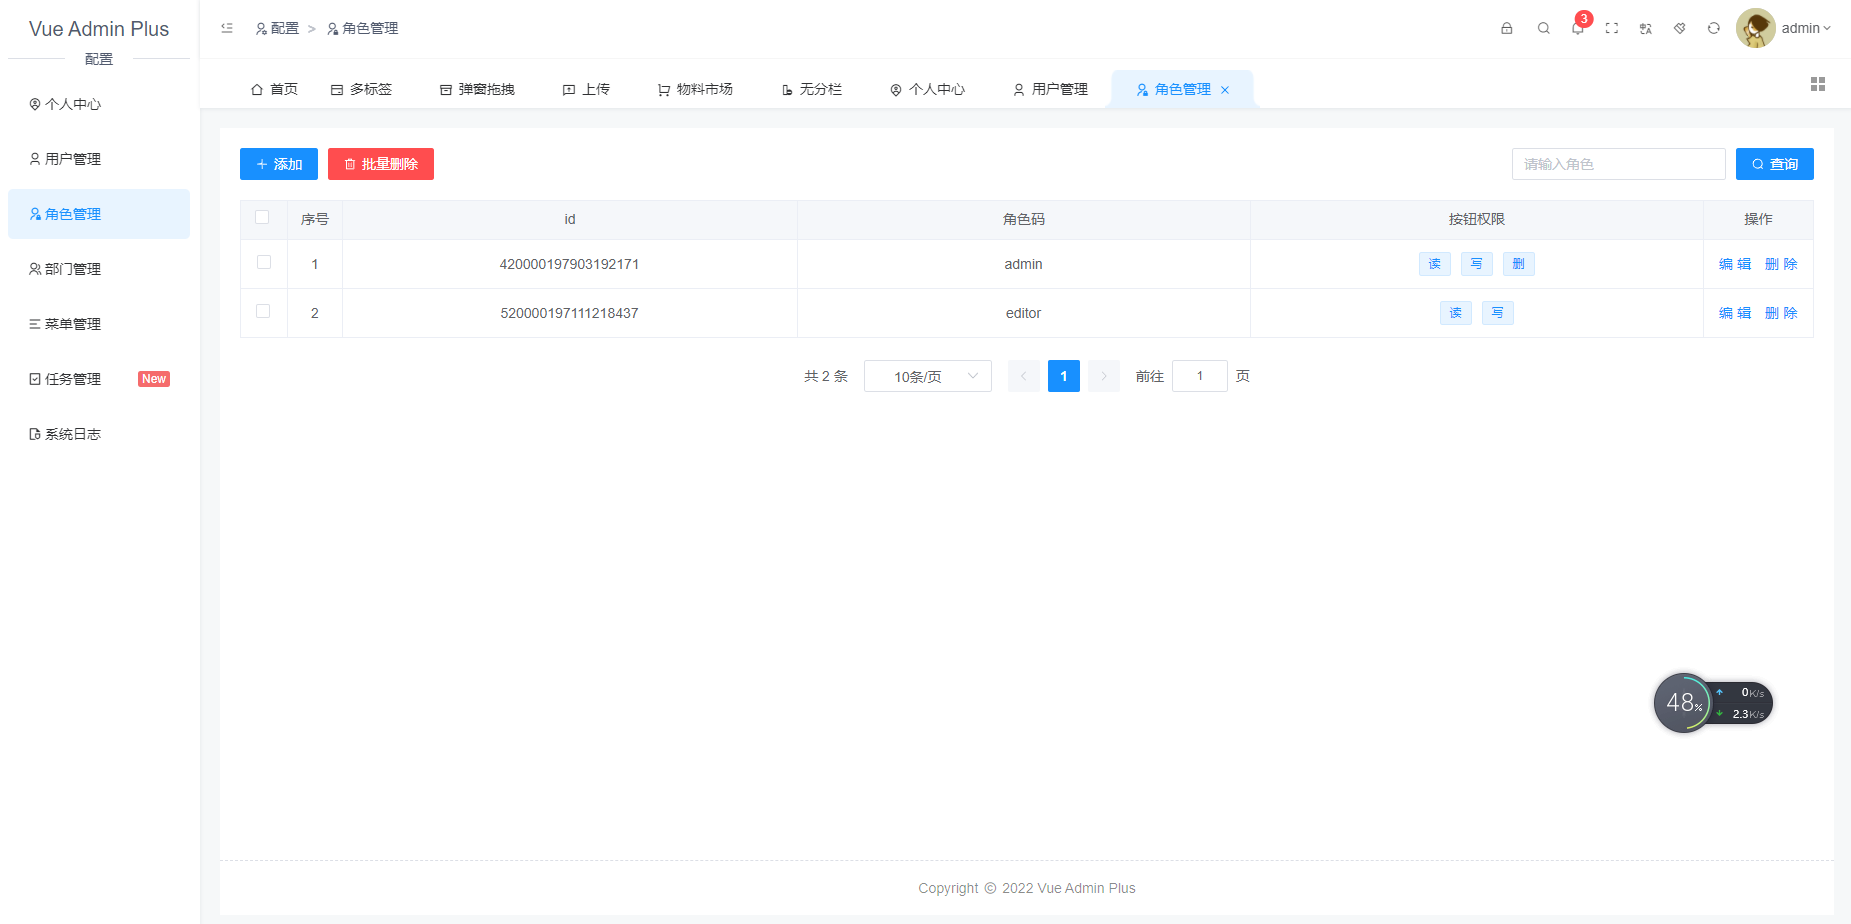 Vue Admin Plus
配置
个人中心
用户管理
角色管理
部门管理
菜单管理
任务管理 New
系统日志
配置 > 角色管理
3
admin
首页 多标签 弹窗拖拽 上传 物料市场 无分栏 个人中心 用户管理 角色管理
添加 批量删除 请输入角色 查询
序号 id 角色码 按钮权限 操作
1 420000197903192171 admin 读 写 删 编 辑 删 除
2 520000197111218437 editor 读 写 编 辑 删 除
共 2 条 10条/页 1 前往 1 页
48% 0K/s
2.3K/s
Copyright © 2022 Vue Admin Plus